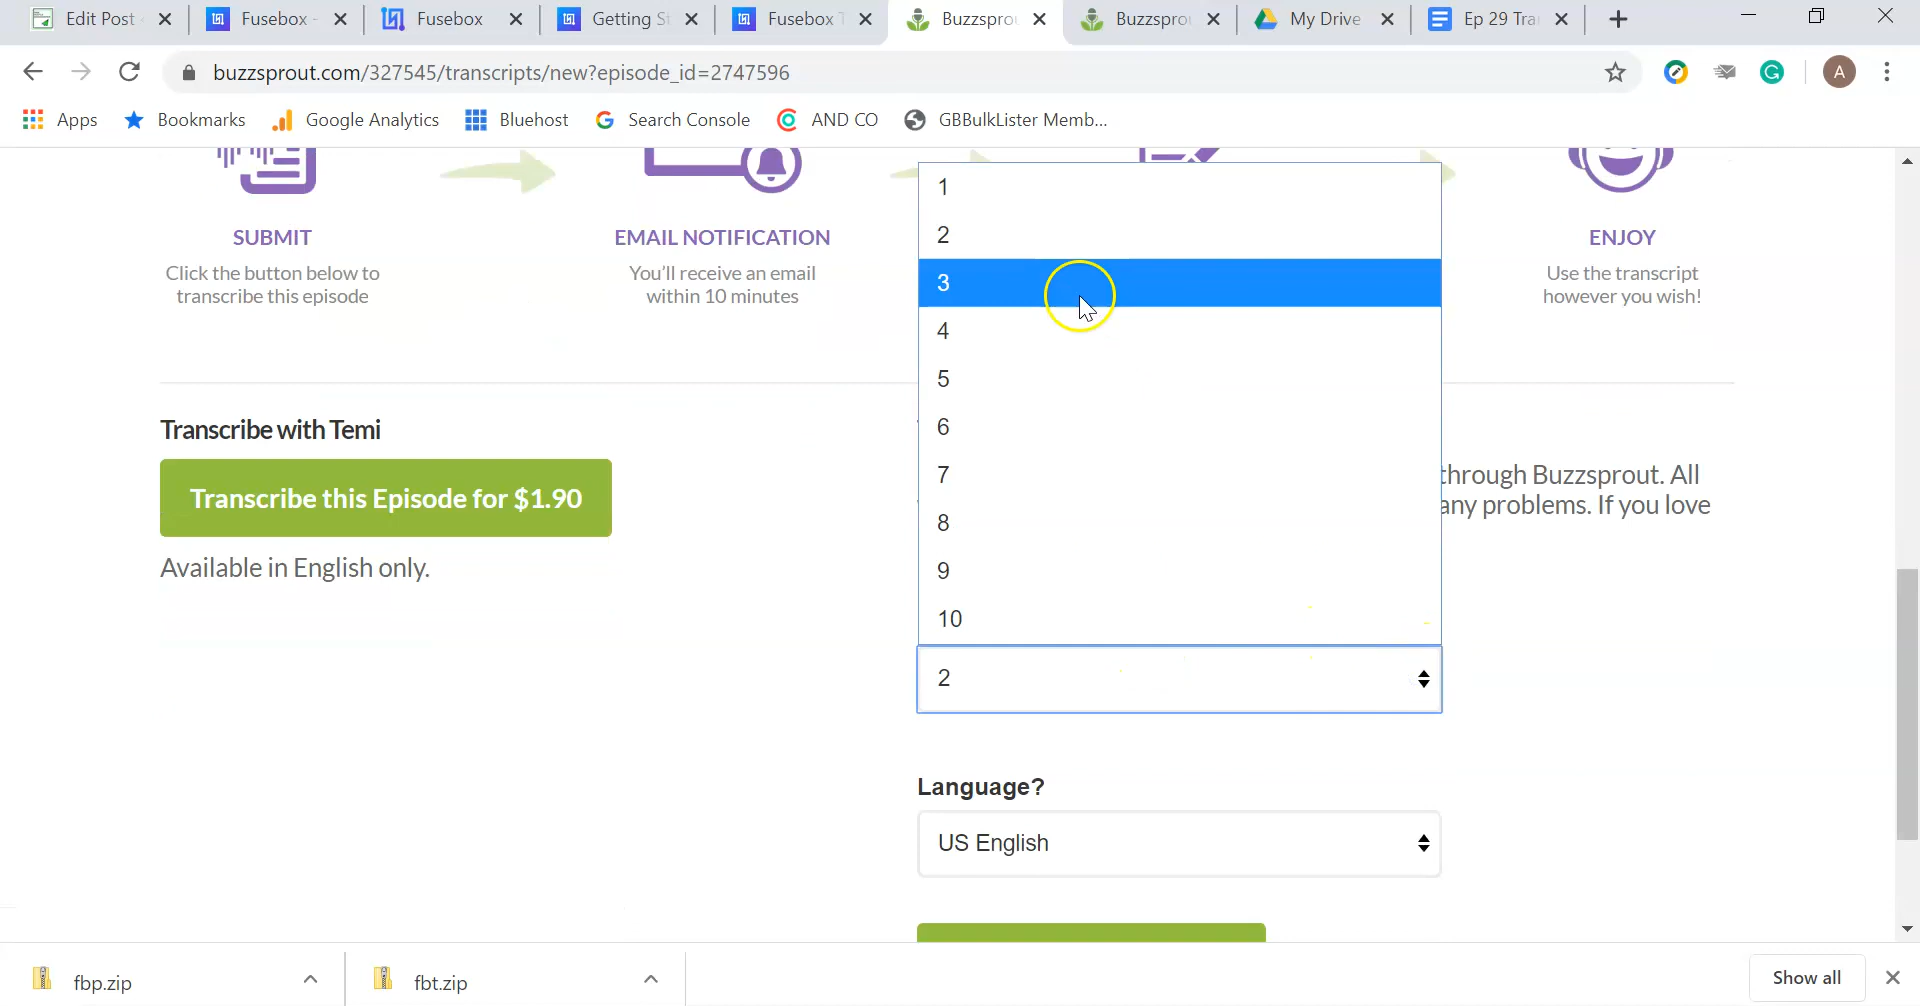 Edit Post
Fusebox -
Fusebox
Getting S
Fusebox T
Buzzspro
Buzzspro
My Drive
Ep 29 Tra
buzzsprout.com/327545/transcripts/new?episode_id=2747596
A
Apps
Bookmarks
Google Analytics
Bluehost
Search Console
AND CO
GBBulkLister Memb...
SUBMIT
Click the button below to
transcribe this episode
EMAIL NOTIFICATION
You'll receive an email
within 10 minutes
1
2
3
4
5
6
7
8
9
10
2
ENJOY
Use the transcript
however you wish!
Transcribe with Temi
Transcribe this Episode for $1.90
Available in English only.
through Buzzsprout. All
any problems. If you love
Language?
US English
fbp.zip
fbt.zip
Show all